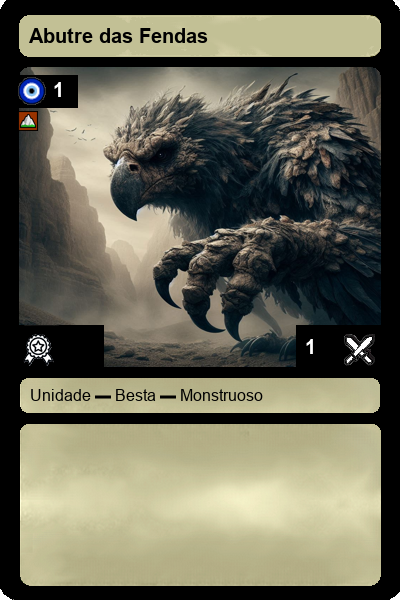 Abutre das Fendas
1
1
Unidade — Besta — Monstruoso